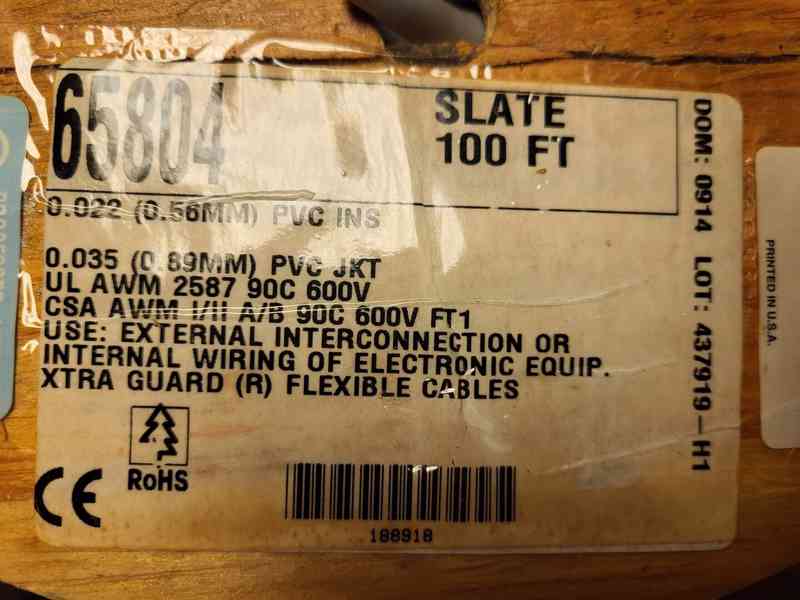 65804
SLATE
100 FT
0.022 (0.56MM) PVC INS
0.035 (0.89MM) PVC JKT
UL AWM 2587 90C 600V
CSA AWM I/II A/B 90C 600V FT1
USE: EXTERNAL INTERCONNECTION OR
INTERNAL WIRING OF ELECTRONIC EQUIP.
XTRA GUARD (R) FLEXIBLE CABLES
RoHS
CE
188918
DOM: 0914 LOT: 437919-H1
PRINTED IN U.S.A.